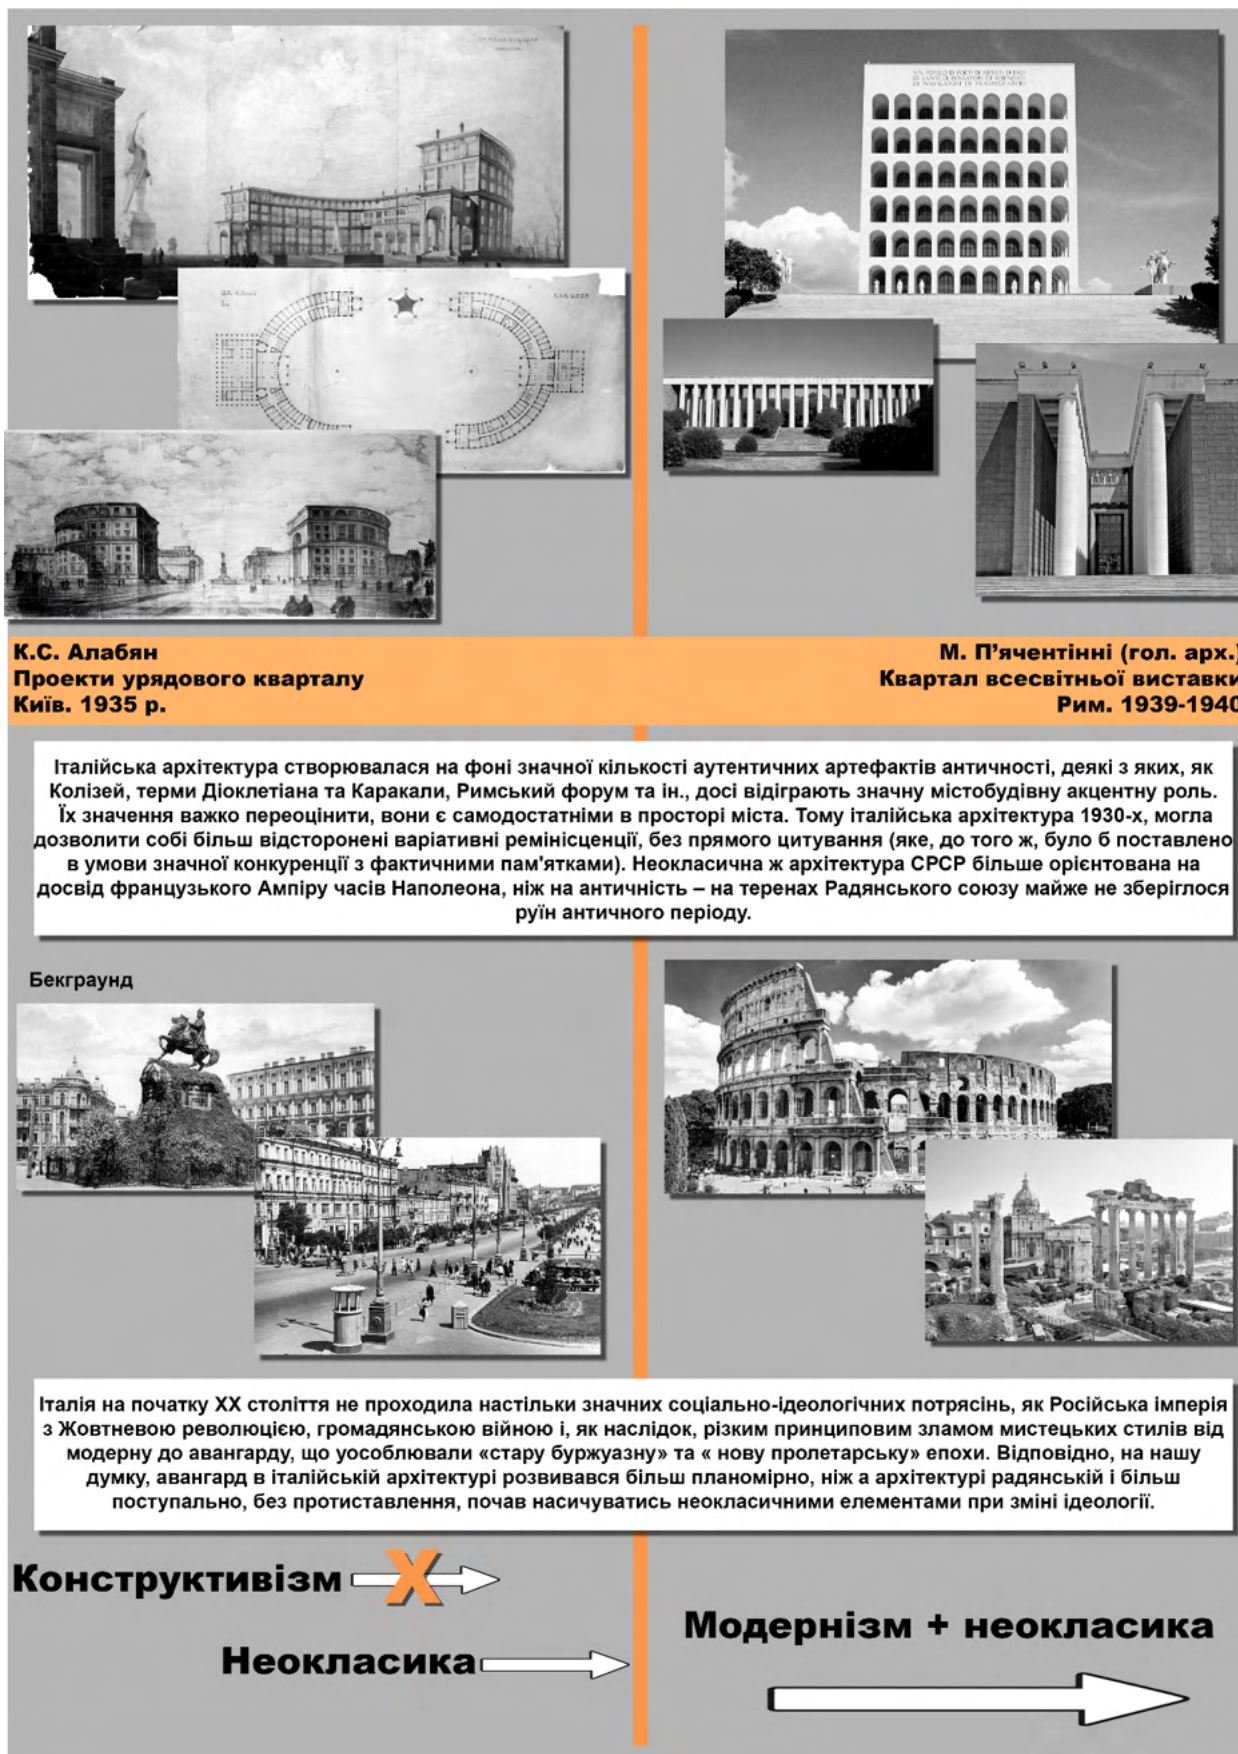 К.С. Алабян
Проекти урядового кварталу
Київ. 1935 р.
М. П'ячентінні (гол. арх.)
Квартал всесвітньої виставки
Рим. 1939-1940
Італійська архітектура створювалася на фоні значної кількості аутентичних артефактів античності, деякі з яких, як
Колізей, терми Діоклетіана та Каракали, Римський форум та ін., досі відіграють значну містобудівну акцентну роль.
Їх значення важко переоцінити, вони є самодостатніми в просторі міста. Тому італійська архітектура 1930-х, могла
дозволити собі більш відсторонені варіативні ремінісценції, без прямого цитування (яке, до того ж, було б поставлено
в умови значної конкуренції з фактичними пам'ятками). Неокласична ж архітектура СРСР більше орієнтована на
досвід французького Ампіру часів Наполеона, ніж на античність – на теренах Радянського союзу майже не зберіглося
руїн античного періоду.
Бекграунд
Італія на початку ХХ століття не проходила настільки значних соціально-ідеологічних потрясінь, як Російська імперія
з Жовтневою революцією, громадянською війною і, як наслідок, різким принциповим зламом мистецьких стилів від
модерну до авангарду, що уособлювали «стару буржуазну» та « нову пролетарську» епохи. Відповідно, на нашу
думку, авангард в італійській архітектурі розвивався більш планомірно, ніж а архітектурі радянській і більш
поступально, без протиставлення, почав насичуватись неокласичними елементами при зміні ідеології.
Конструктивізм
X
Неокласика
Модернізм + неокласика